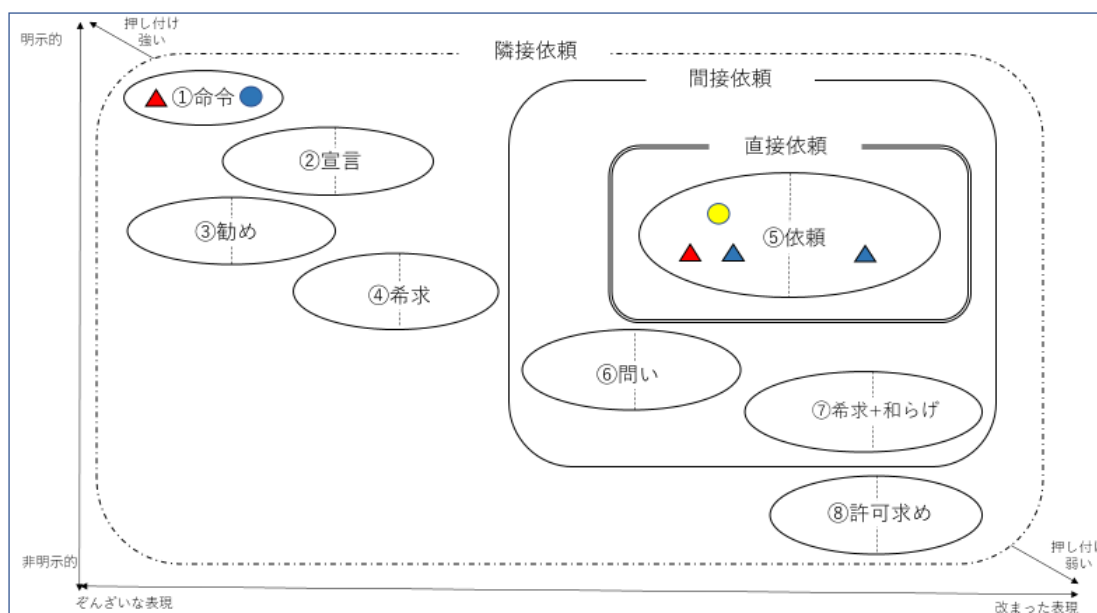 明示的
押し付け
強い
隣接依頼
間接依頼
①命令
直接依頼
②宣言
③勧め
⑤依頼
④希求
⑥問い
⑦希求+和らげ
⑧許可求め
非明示的
押し付け
弱い
ぞんざいな表現
改まった表現